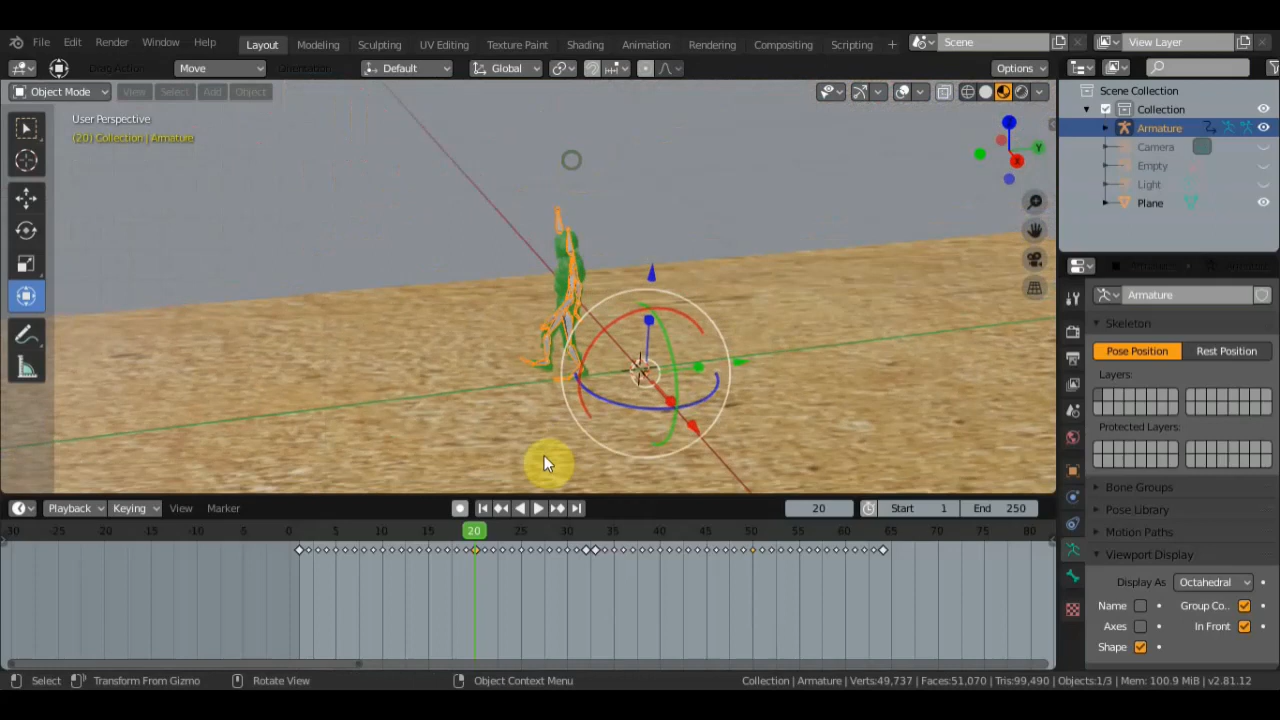 File Edit Render Window Help Layout Modeling Sculpting UV Editing Texture Paint Shading Animation Rendering Compositing Scripting + Scene View Layer
Drag Action Move Orientation Default Global Options
Object Mode View Select Add Object
Scene Collection
User Perspective
(20) Collection | Armature
Collection
Armature
Camera
Empty
Light
Plane
Y
X
Armature
Skeleton
Pose Position Rest Position
Layers:
Protected Layers:
Bone Groups
Pose Library
Motion Paths
Viewport Display
Display As Octahedral
Name Group Co..
Axes In Front
Shape
Playback Keying View Marker 20 Start 1 End 250
-30 -25 -20 -15 -10 -5 0 5 10 15 20 25 30 35 40 45 50 55 60 65 70 75 80
Select Transform From Gizmo Rotate View Object Context Menu Collection | Armature | Verts:49,737 | Faces:51,070 | Tris:99,490 | Objects:1/3 | Mem: 100.9 MiB | v2.81.12